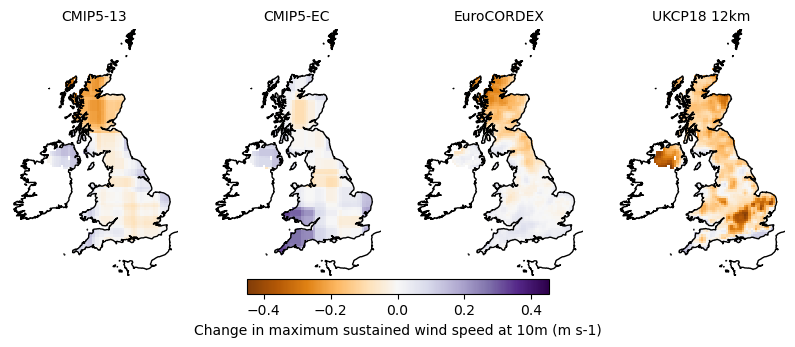 CMIP5-13 CMIP5-EC EuroCORDEX UKCP18 12km
−0.4 −0.2 0.0 0.2 0.4
Change in maximum sustained wind speed at 10m (m s-1)